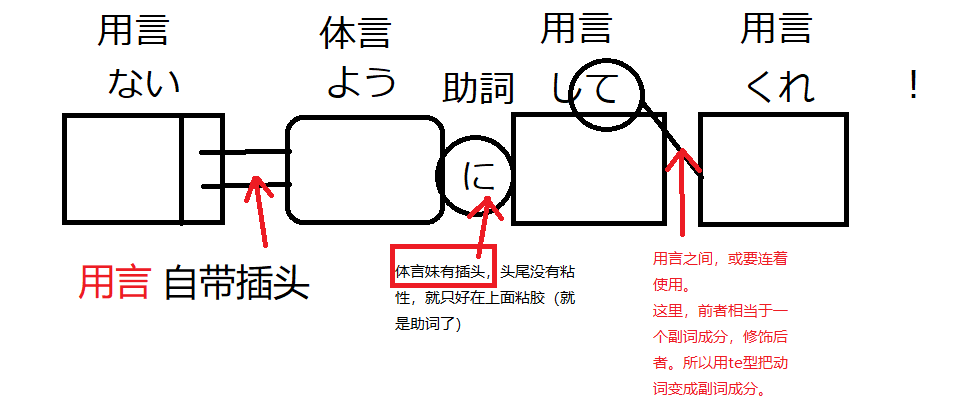 用言 体言 用言 用言
ない よう 助詞 して くれ !
に
用言 自带插头
体言妹有插头，头尾没有粘
性，就只好在上面粘胶（就
是助词了）
用言之间，或要连着
使用。
这里，前者相当于一
个副词成分，修饰后
者。所以用te型把动
词变成副词成分。